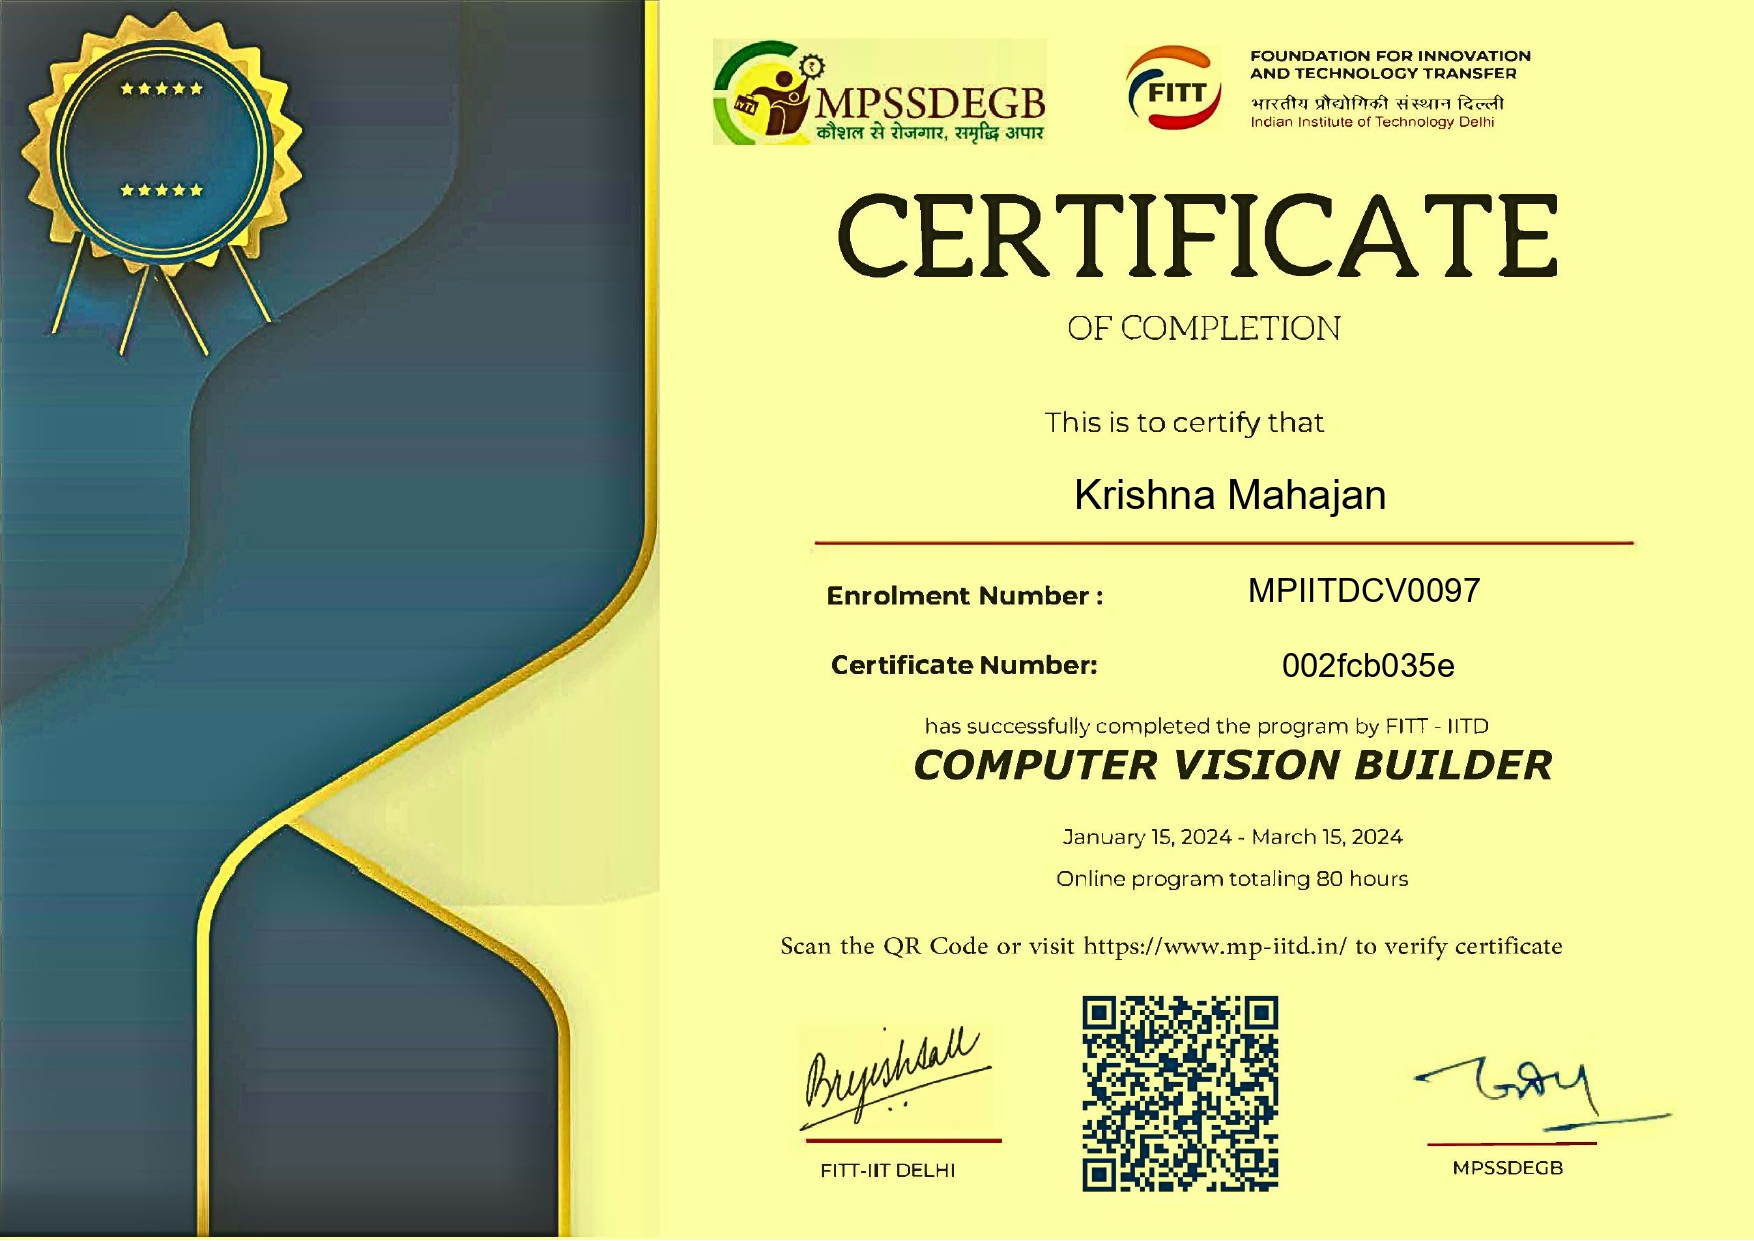 MPSSDEGB
कौशल से रोजगार, समृद्धि अपार
FITT
FOUNDATION FOR INNOVATION
AND TECHNOLOGY TRANSFER
भारतीय प्रौद्योगिकी संस्थान दिल्ली
Indian Institute of Technology Delhi
CERTIFICATE
OF COMPLETION
This is to certify that
Krishna Mahajan
Enrolment Number : MPIITDCV0097
Certificate Number: 002fcb035e
has successfully completed the program by FITT - IITD
COMPUTER VISION BUILDER
January 15, 2024 - March 15, 2024
Online program totaling 80 hours
Scan the QR Code or visit https://www.mp-iitd.in/ to verify certificate
FITT-IIT DELHI
MPSSDEGB